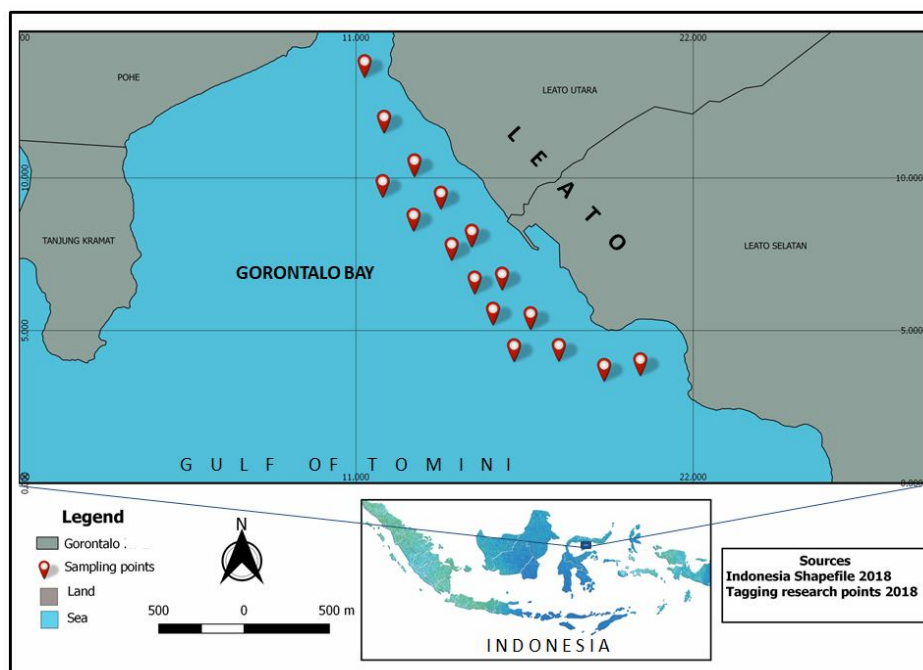 11.000
22.000
POHE
LEATO UTARA
10.000
10.000
LEATO
TANJUNG KRAMAT
LEATO SELATAN
GORONTALO BAY
5.000
5.000
GULF OF TOMINI
11.000
22.000
0.000
Legend
Gorontalo
Sampling points
Land
Sea
N
500 0 500 m
INDONESIA
Sources
Indonesia Shapefile 2018
Tagging research points 2018